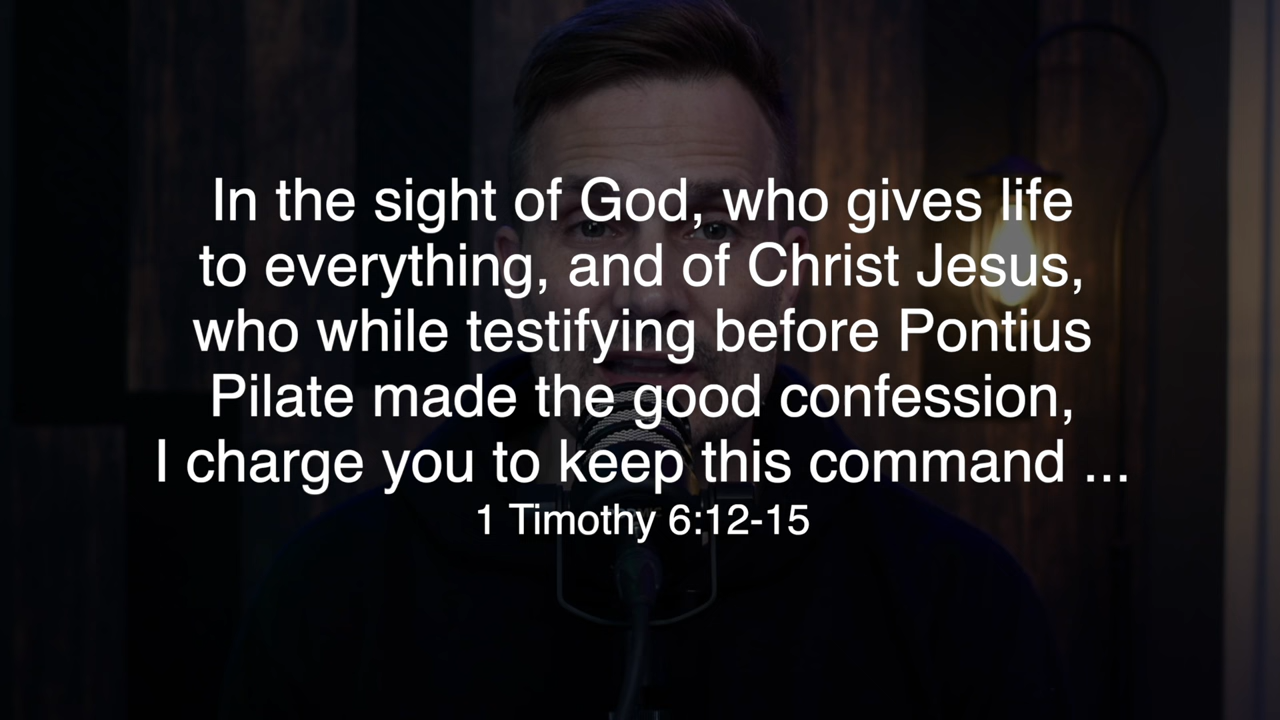 In the sight of God, who gives life
to everything, and of Christ Jesus,
who while testifying before Pontius
Pilate made the good confession,
I charge you to keep this command ...
1 Timothy 6:12-15